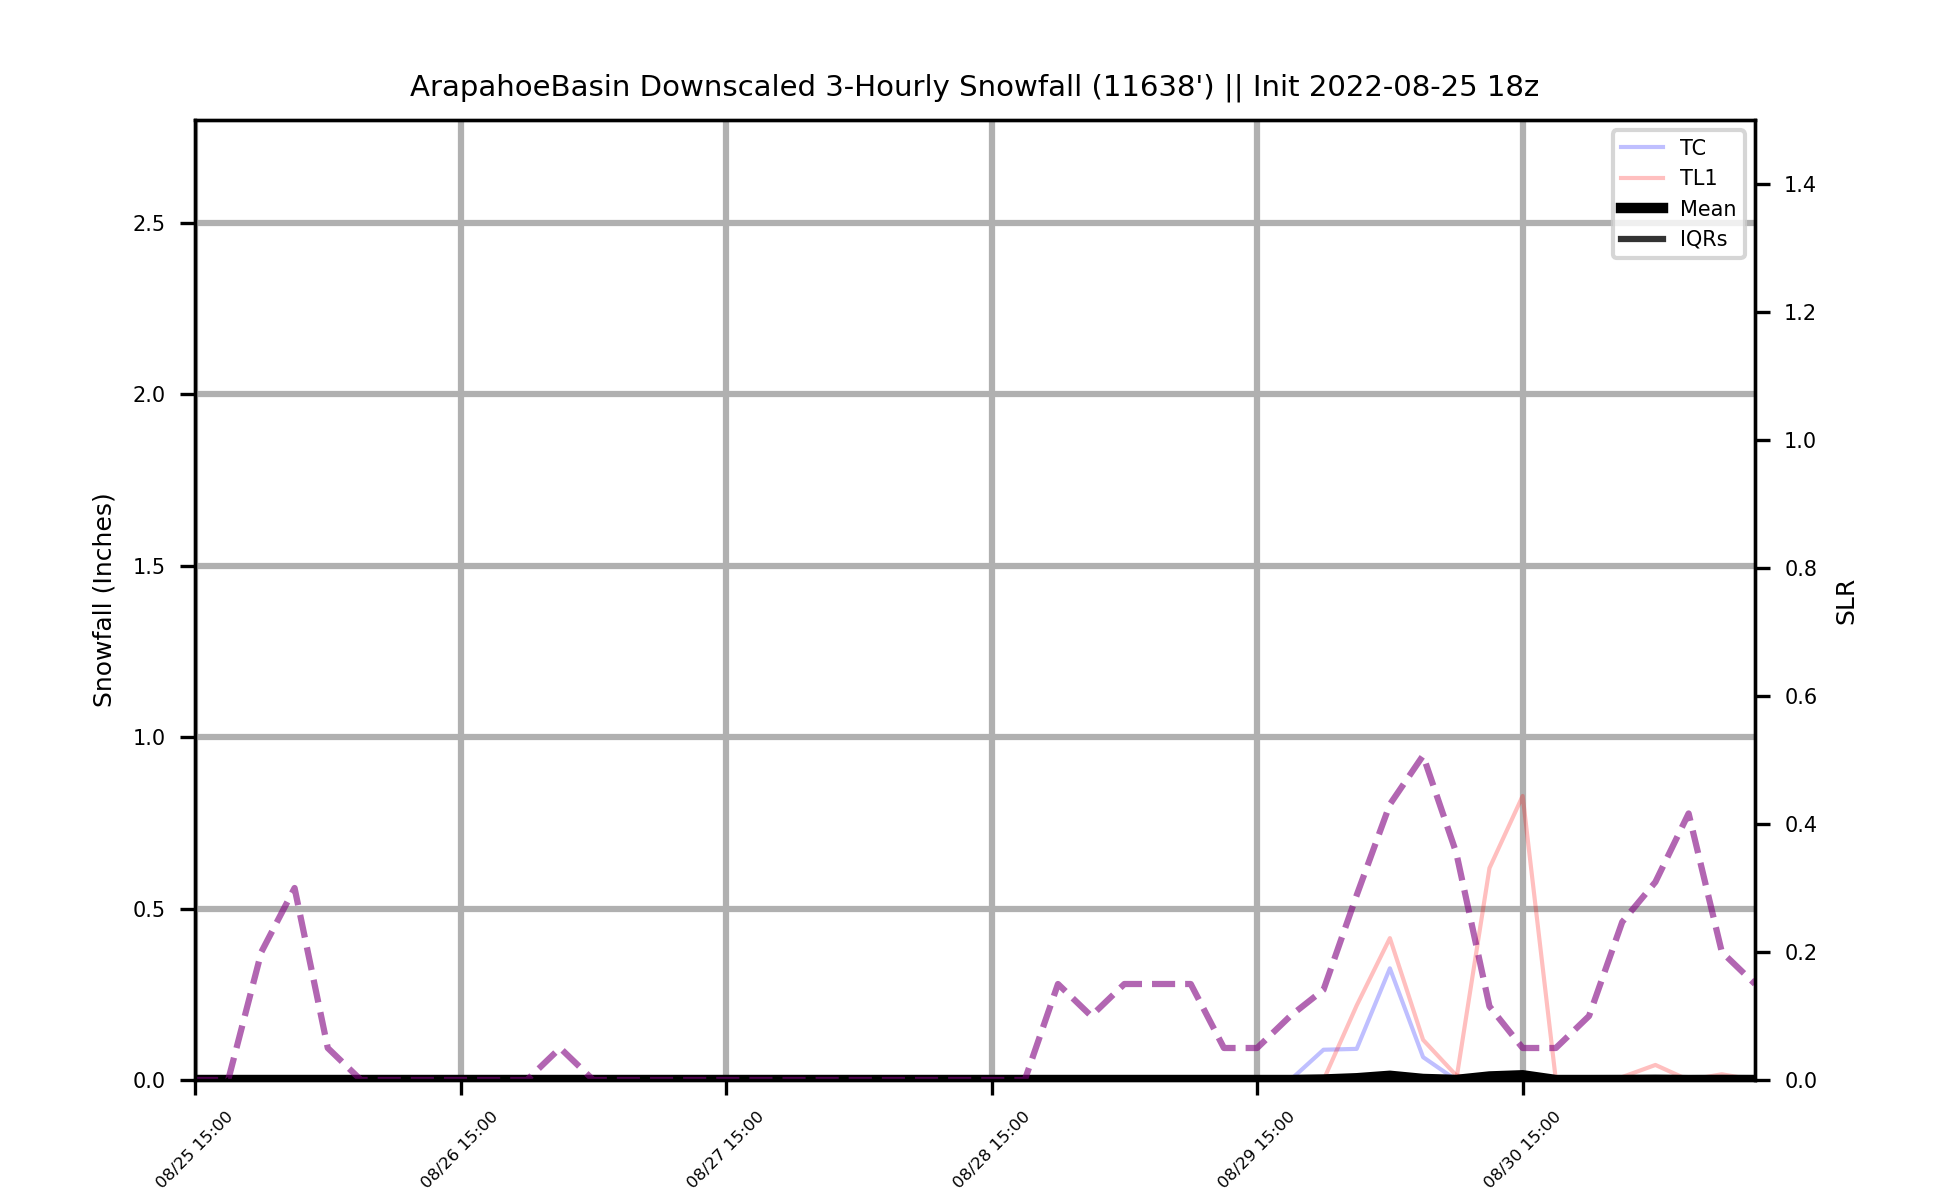 ArapahoeBasin Downscaled 3-Hourly Snowfall (11638') || Init 2022-08-25 18z
TC
TL1
Mean
IQRs
Snowfall (Inches)
2.5
2.0
1.5
1.0
0.5
0.0
1.4
1.2
1.0
0.8
0.6
0.4
0.2
0.0
SLR
08/25 15:00
08/26 15:00
08/27 15:00
08/28 15:00
08/29 15:00
08/30 15:00